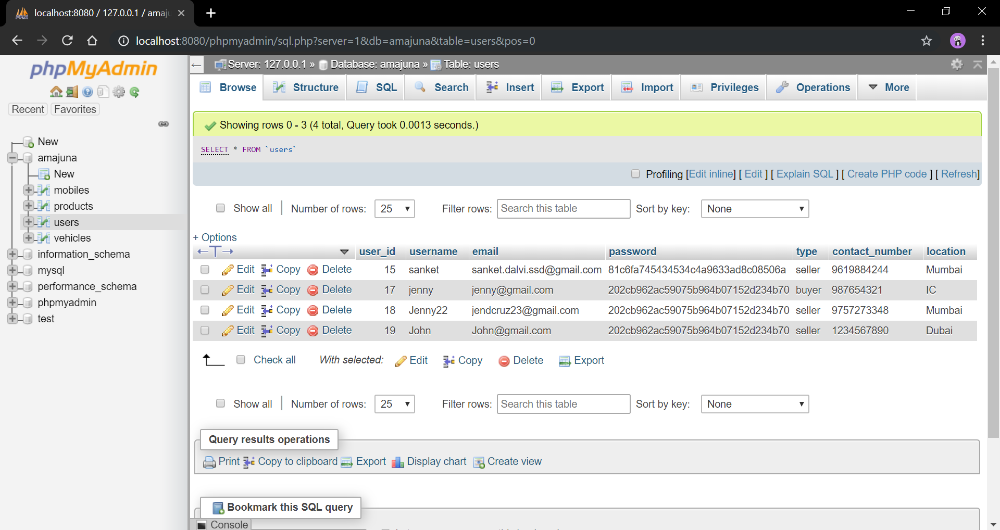 localhost:8080 / 127.0.0.1 / amaju
localhost:8080/phpmyadmin/sql.php?server=1&db=amajuna&table=users&pos=0
phpMyAdmin
Recent Favorites
New
amajuna
New
mobiles
products
users
vehicles
information_schema
mysql
performance_schema
phpmyadmin
test
Server: 127.0.0.1 » Database: amajuna » Table: users
Browse Structure SQL Search Insert Export Import Privileges Operations More
Showing rows 0 - 3 (4 total, Query took 0.0013 seconds.)
SELECT * FROM `users`
Profiling [Edit inline] [ Edit ] [ Explain SQL ] [ Create PHP code ] [ Refresh]
Show all Number of rows: 25 Filter rows: Search this table Sort by key: None
+ Options
user_id username email password type contact_number location
Edit Copy Delete 15 sanket sanket.dalvi.ssd@gmail.com 81c6fa745434534c4a9633ad8c08506a seller 9619884244 Mumbai
Edit Copy Delete 17 jenny jenny@gmail.com 202cb962ac59075b964b07152d234b70 buyer 987654321 IC
Edit Copy Delete 18 Jenny22 jendcruz23@gmail.com 202cb962ac59075b964b07152d234b70 seller 9757273348 Mumbai
Edit Copy Delete 19 John John@gmail.com 202cb962ac59075b964b07152d234b70 seller 1234567890 Dubai
Check all With selected: Edit Copy Delete Export
Show all Number of rows: 25 Filter rows: Search this table Sort by key: None
Query results operations
Print Copy to clipboard Export Display chart Create view
Bookmark this SQL query
Console